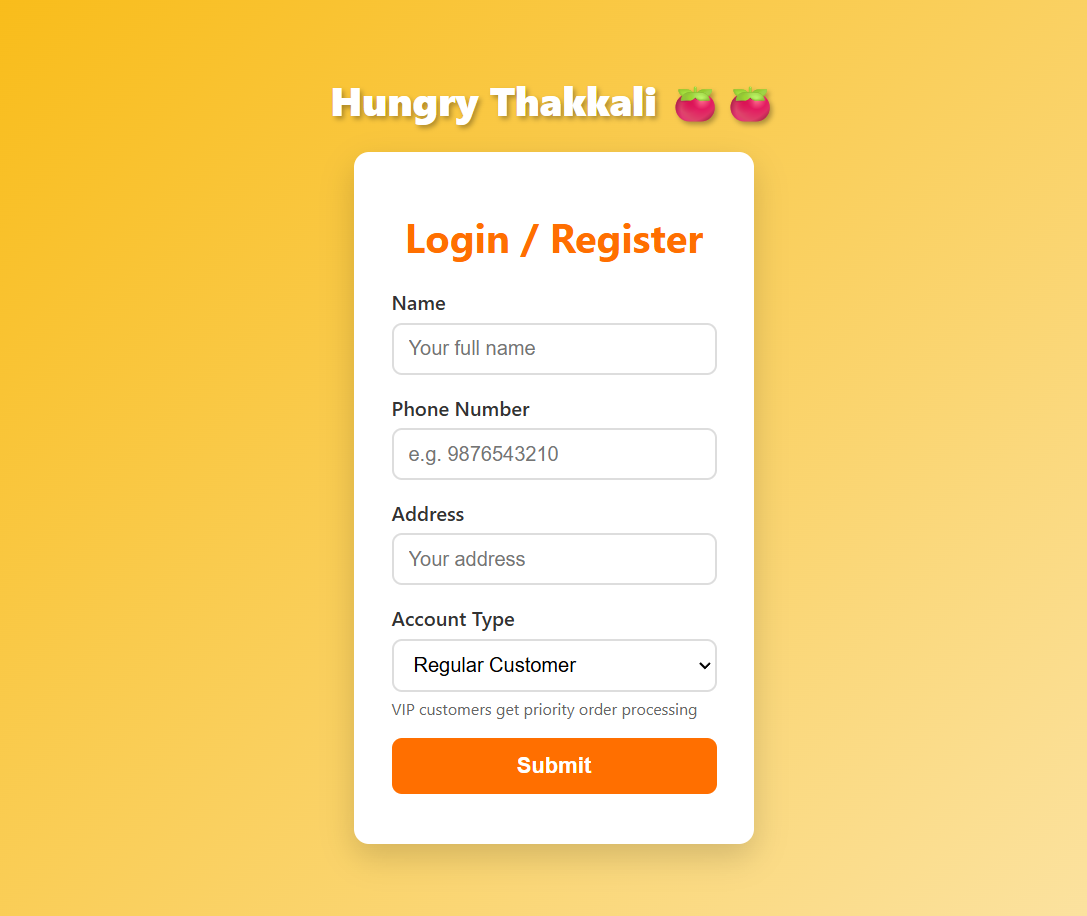 Hungry Thakkali 🍅 🍅
Login / Register
Name
Your full name
Phone Number
e.g. 9876543210
Address
Your address
Account Type
Regular Customer
VIP customers get priority order processing
Submit